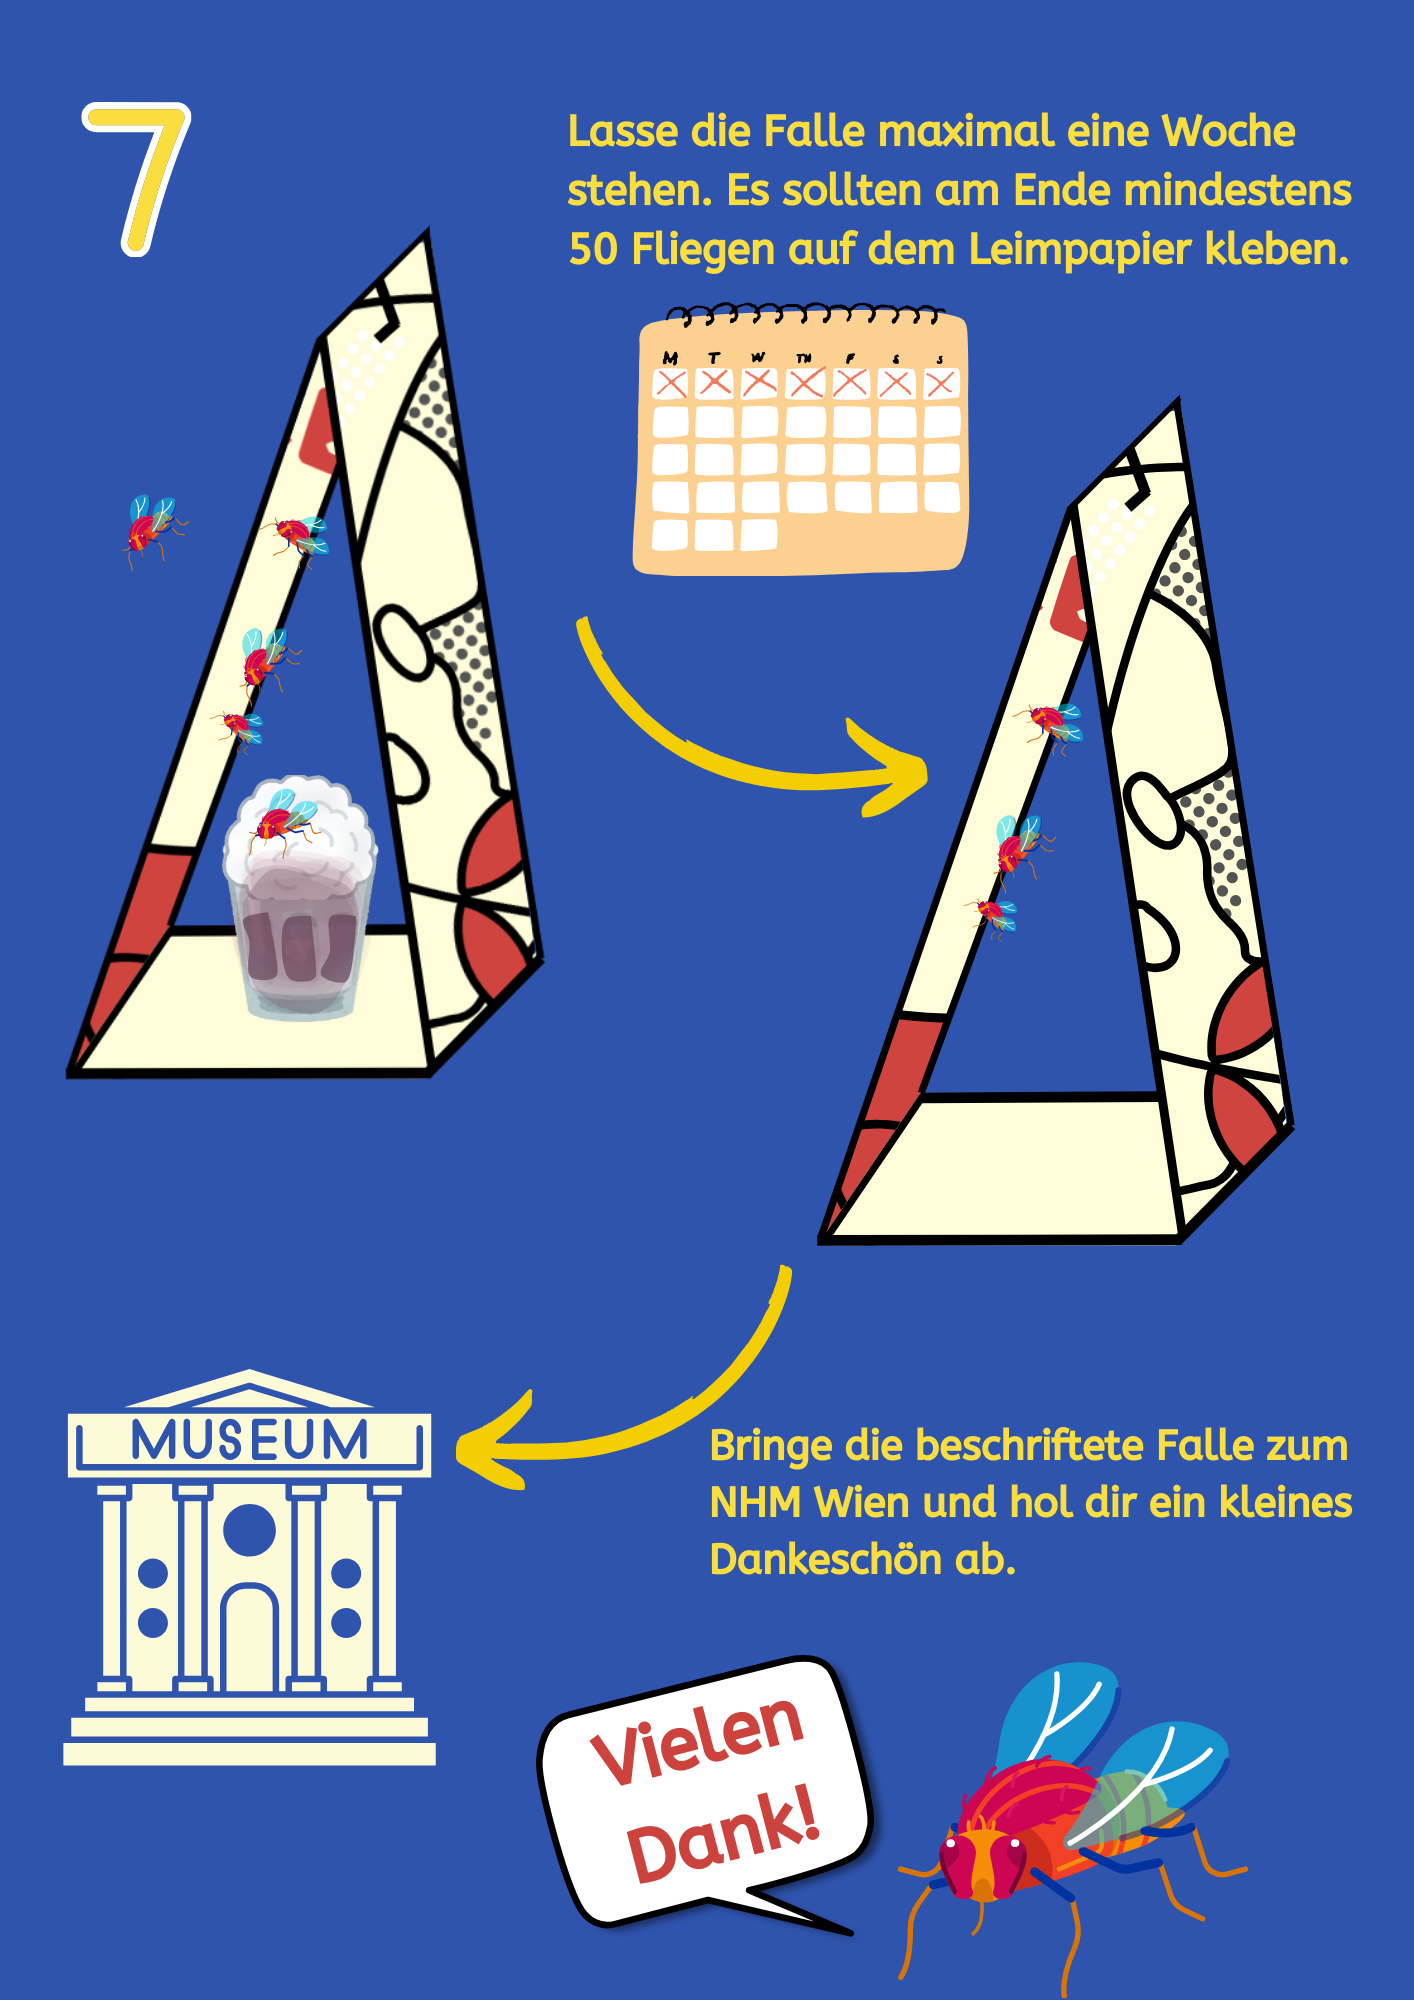 7
Lasse die Falle maximal eine Woche
stehen. Es sollten am Ende mindestens
50 Fliegen auf dem Leimpapier kleben.
M T W TH F S S
MUSEUM
Bringe die beschriftete Falle zum
NHM Wien und hol dir ein kleines
Dankeschön ab.
Vielen
Dank!